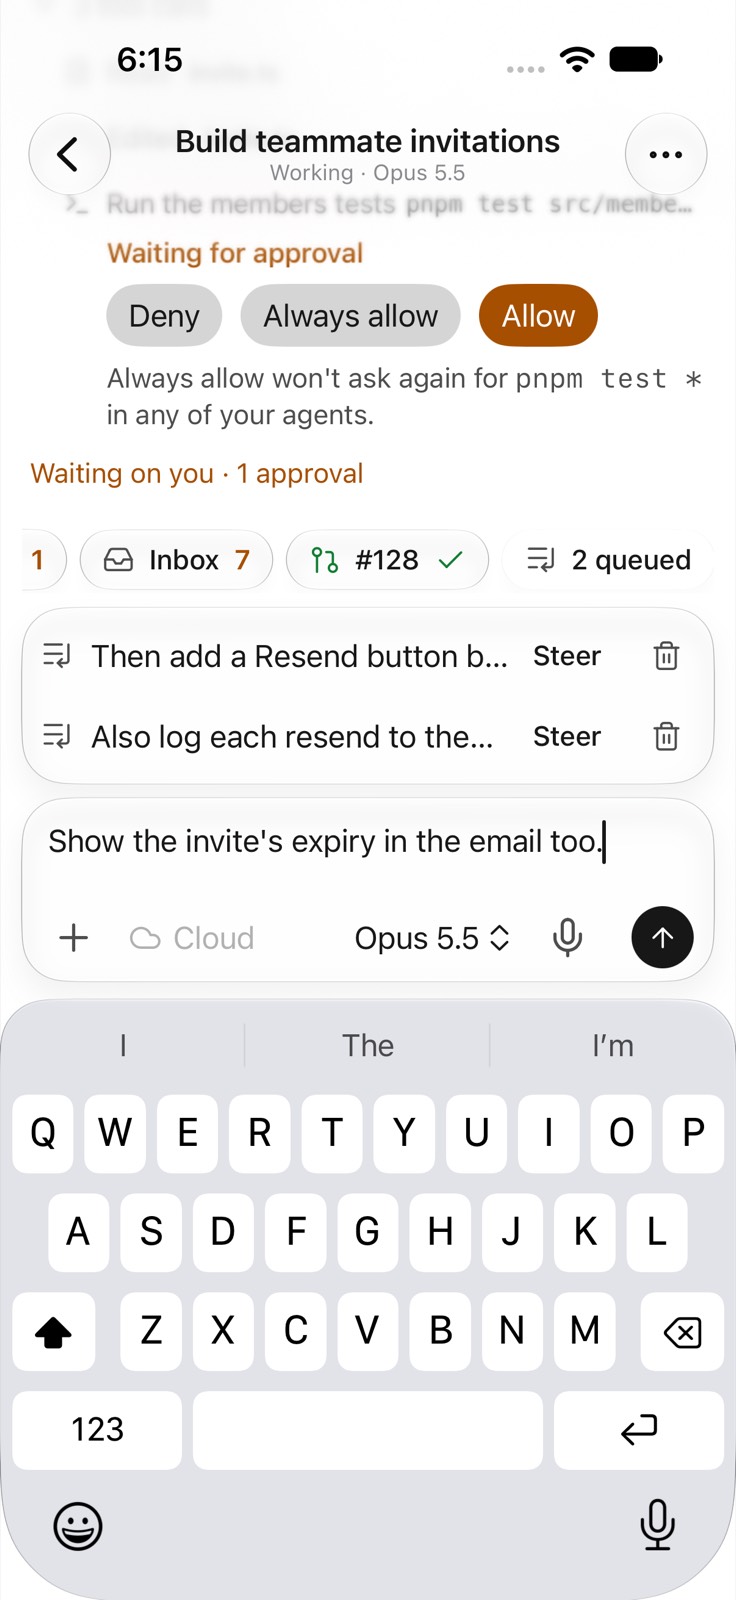 6:15
Build teammate invitations
Working · Opus 5.5
Run the members tests pnpm test src/membe…
Waiting for approval
Deny Always allow Allow
Always allow won't ask again for pnpm test *
in any of your agents.
Waiting on you · 1 approval
1 Inbox 7 #128 2 queued
Then add a Resend button b… Steer
Also log each resend to the… Steer
Show the invite's expiry in the email too.
Cloud Opus 5.5
I The I’m
Q W E R T Y U I O P
A S D F G H J K L
Z X C V B N M
123